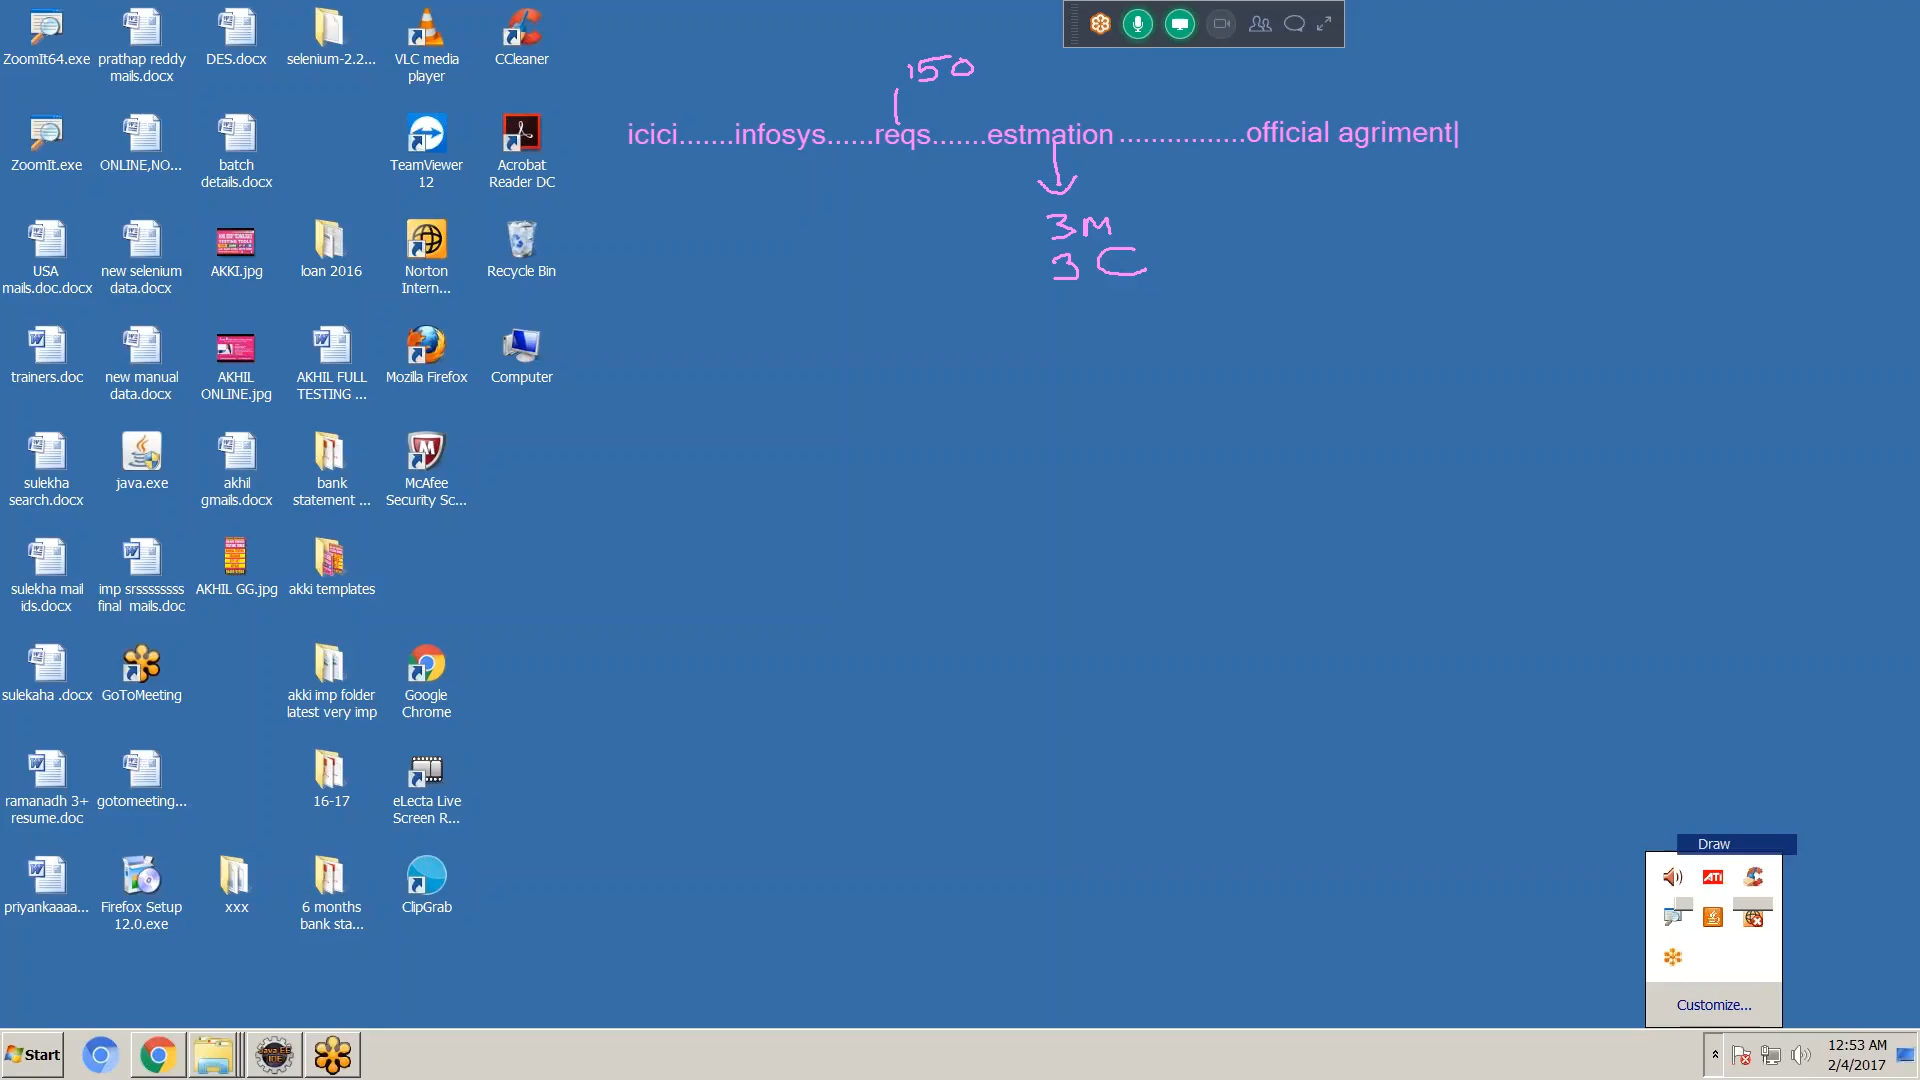 150
icici.......infosys......reqs.......estmation ................official agriment
3M
3 C
ZoomIt64.exe
prathap reddy
mails.docx
DES.docx
selenium-2.2...
VLC media
player
CCleaner
ZoomIt.exe
ONLINE,NO...
batch
details.docx
TeamViewer
12
Acrobat
Reader DC
USA
mails.doc.docx
new selenium
data.docx
AKKI.jpg
loan 2016
Norton
Intern...
Recycle Bin
trainers.doc
new manual
data.docx
AKHIL
ONLINE.jpg
AKHIL FULL
TESTING ...
Mozilla Firefox
Computer
sulekha
search.docx
java.exe
akhil
gmails.docx
bank
statement ...
McAfee
Security Sc...
sulekha mail
ids.docx
imp srsssssssss
final mails.doc
AKHIL GG.jpg
akki templates
sulekaha .docx
GoToMeeting
akki imp folder
latest very imp
Google
Chrome
ramanadh 3+
resume.doc
gotomeeting...
16-17
eLecta Live
Screen R...
priyankaaaa...
Firefox Setup
12.0.exe
xxx
6 months
bank sta...
ClipGrab
Draw
ATI
Customize...
Start
Java EE
IDE
12:53 AM
2/4/2017